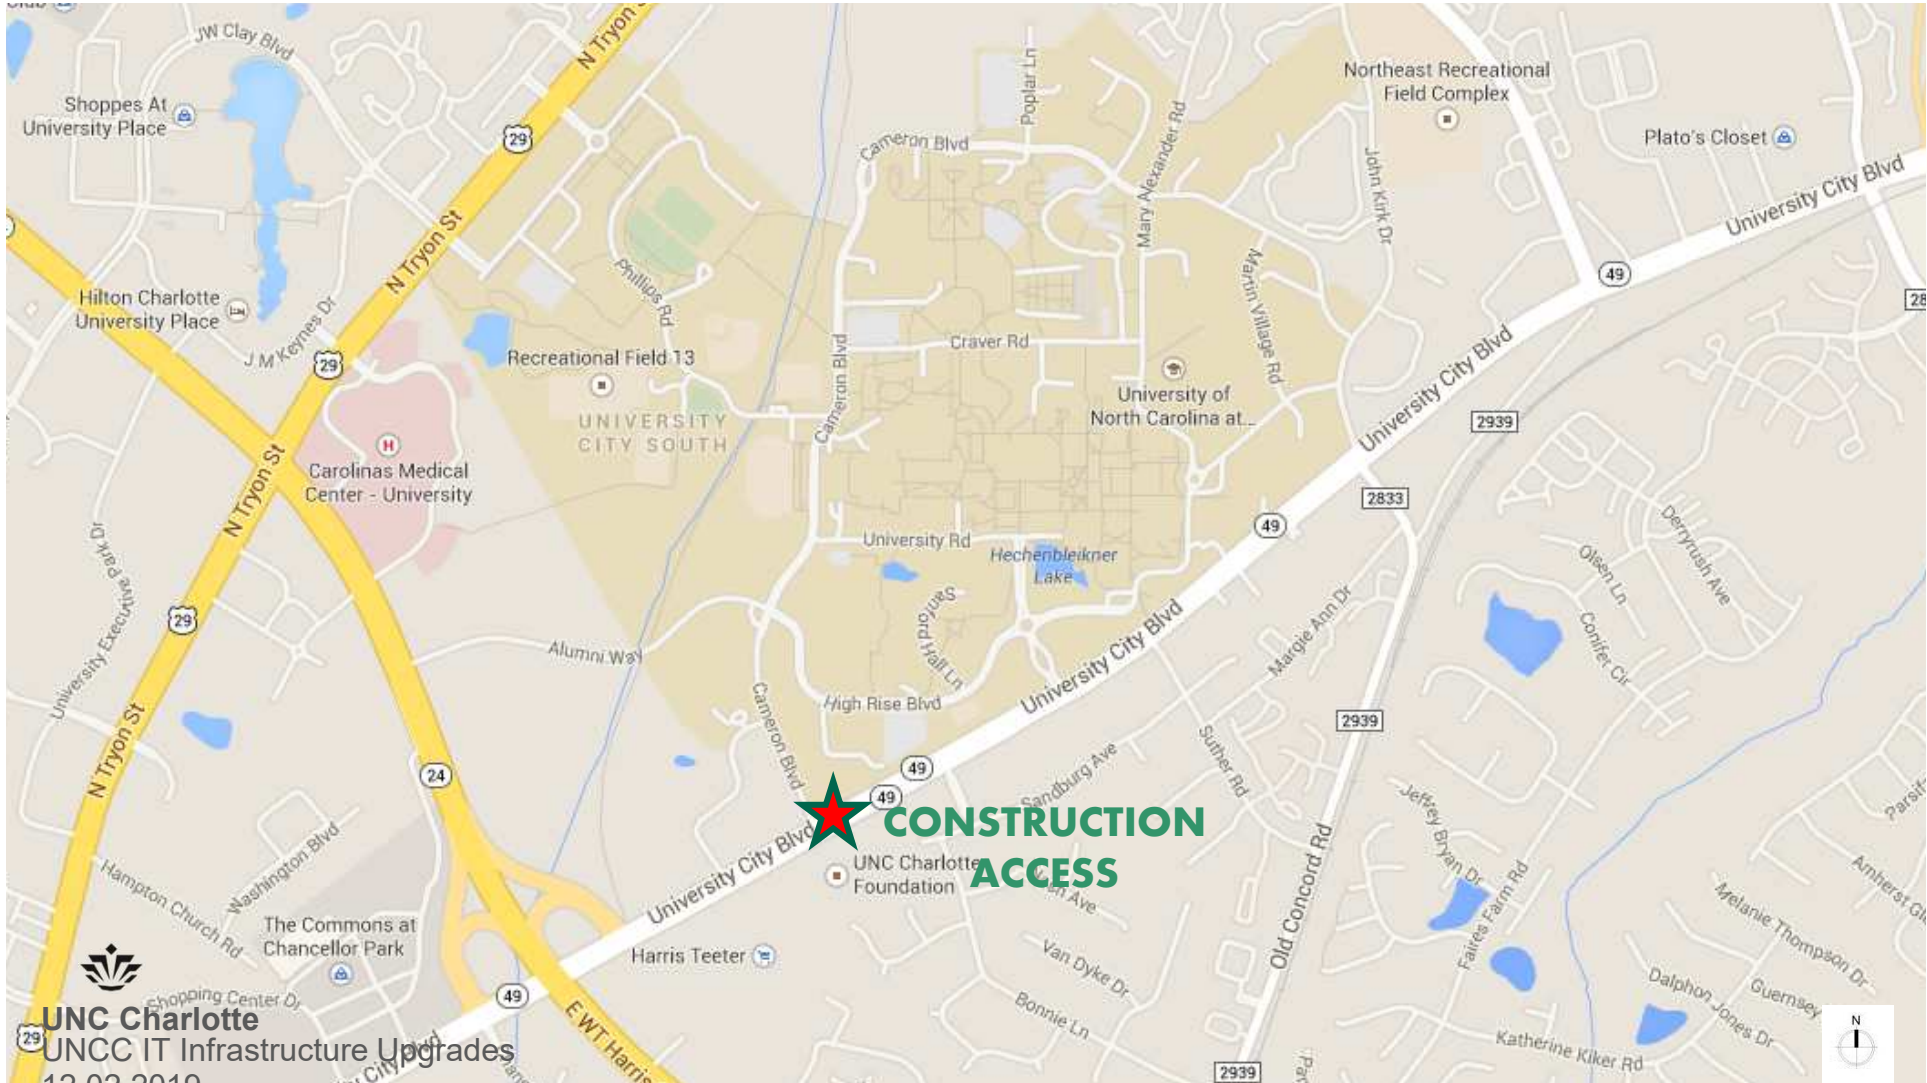 JW Clay Blvd
N Tryon S
Shoppes At
University Place
29
Poplar Ln
Northeast Recreational
Field Complex
Plato's Closet
Cameron Blvd
Mary Alexander Rd
John Kirk Dr
University City Blvd
N Tryon St
Phillips Rd
Martin Village Rd
49
28
Hilton Charlotte
University Place
J M Keynes Dr
29
Recreational Field 13
Craver Rd
Cameron Blvd
University of
North Carolina at...
University City Blvd
2939
UNIVERSITY
CITY SOUTH
H
Carolinas Medical
Center - University
N Tryon St
2833
49
Derryrush Ave
University Executive Park Dr
University Rd
Hechenbleikner
Lake
Olsen Ln
Sanford Hall Ln
29
Alumni Way
University City Blvd
Margie Ann Dr
Conifer Cir
High Rise Blvd
Cameron Blvd
2939
N Tryon St
24
49
49
Sandburg Ave
Suther Rd
Jeffrey Bryan Dr
Old Concord Rd
CONSTRUCTION
ACCESS
University City Blvd
UNC Charlotte
Foundation
Ave
Washington Blvd
Hampton Church Rd
The Commons at
Chancellor Park
Harris Teeter
Van Dyke Dr
Bonnie Ln
Faires Farm Rd
Amherst Gl
Melanie Thompson Dr
Dalphon Jones Dr
Guernsey
Katherine Kiker Rd
Shopping Center Dr
49
E WT Harris
29
2939
N
UNC Charlotte
UNCC IT Infrastructure Upgrades
12.02.2019